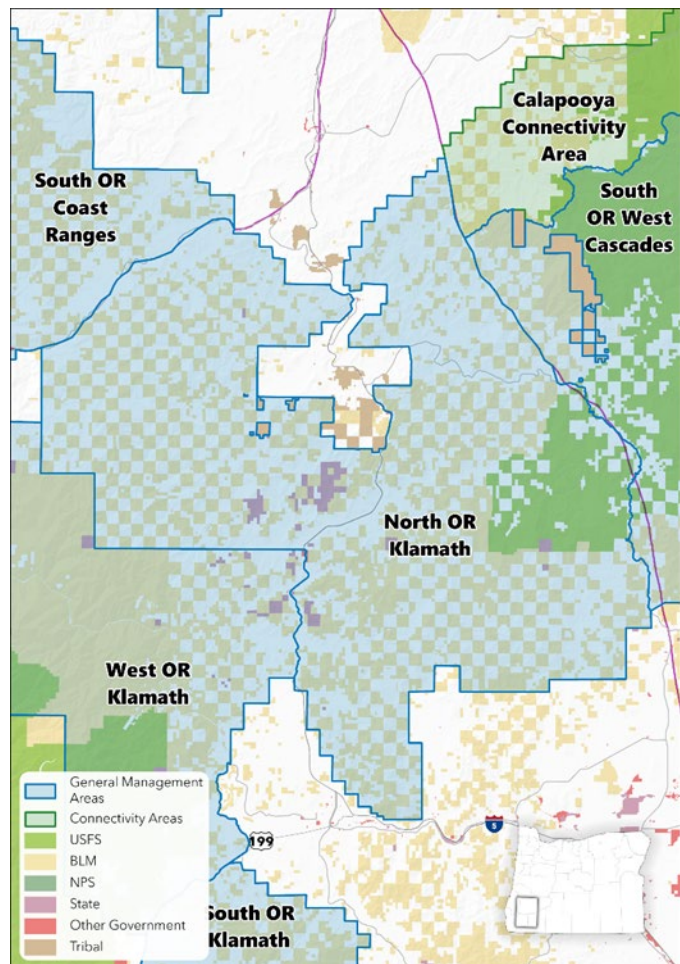 Calapooya
Connectivity
Area
South OR
Coast
Ranges
South
OR West
Cascades
North OR
Klamath
West OR
Klamath
General Management
Areas
Connectivity Areas
USFS
BLM
NPS
State
Other Government
Tribal
199
5
South OR
Klamath